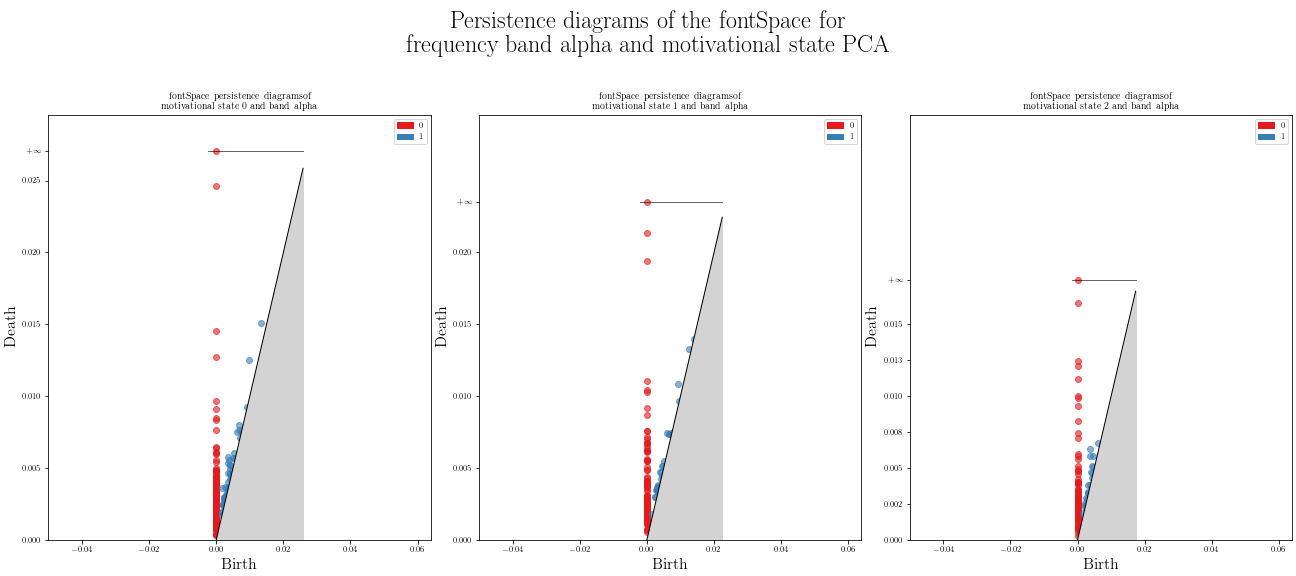 Persistence diagrams of the fontSpace for
frequency band alpha and motivational state PCA
fontSpace persistence diagramsof
motivational state 0 and band alpha
0
1
+∞
0.025
0.020
0.015
0.010
0.005
0.000
Death
−0.04 −0.02 0.00 0.02 0.04 0.06
Birth
fontSpace persistence diagramsof
motivational state 1 and band alpha
0
1
+∞
0.020
0.015
0.010
0.005
0.000
Death
−0.04 −0.02 0.00 0.02 0.04 0.06
Birth
fontSpace persistence diagramsof
motivational state 2 and band alpha
0
1
+∞
0.015
0.013
0.010
0.008
0.005
0.002
0.000
Death
−0.04 −0.02 0.00 0.02 0.04 0.06
Birth